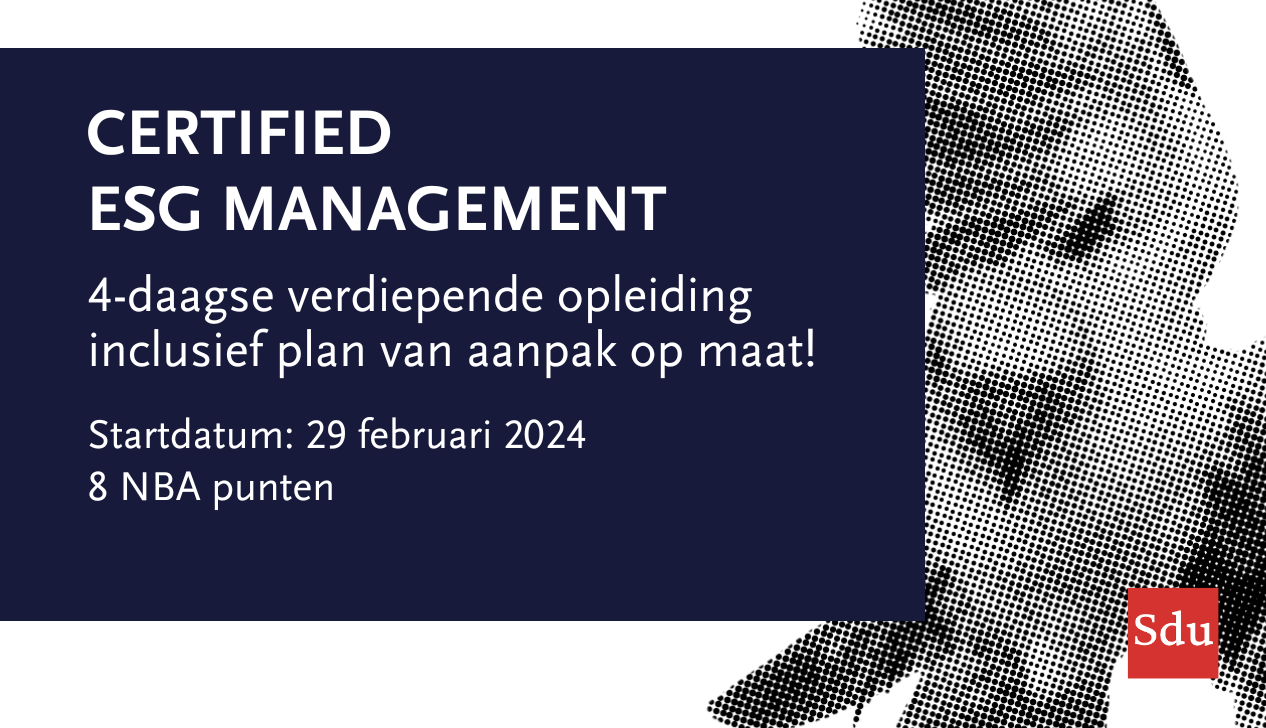 CERTIFIED
ESG MANAGEMENT
4-daagse verdiepende opleiding
inclusief plan van aanpak op maat!
Startdatum: 29 februari 2024
8 NBA punten
Sdu